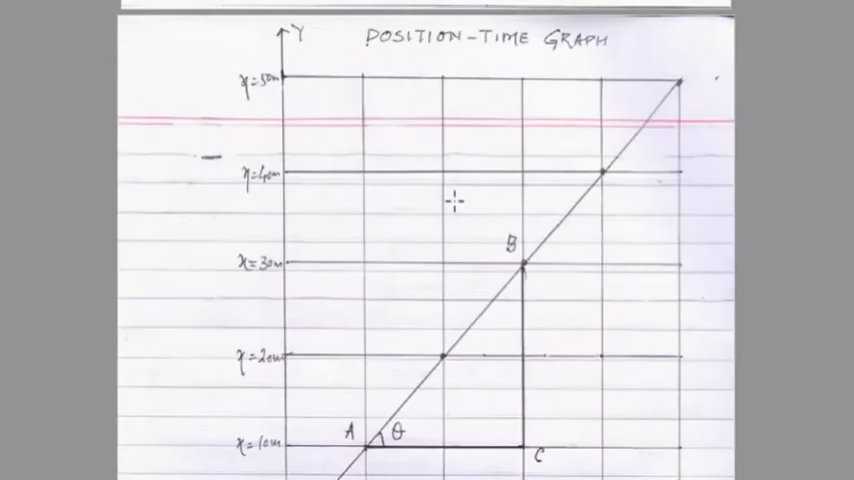 Y
POSITION-TIME GRAPH
x=50m
x=40m
B
x=30m
x=20m
A
θ
x=10m
C